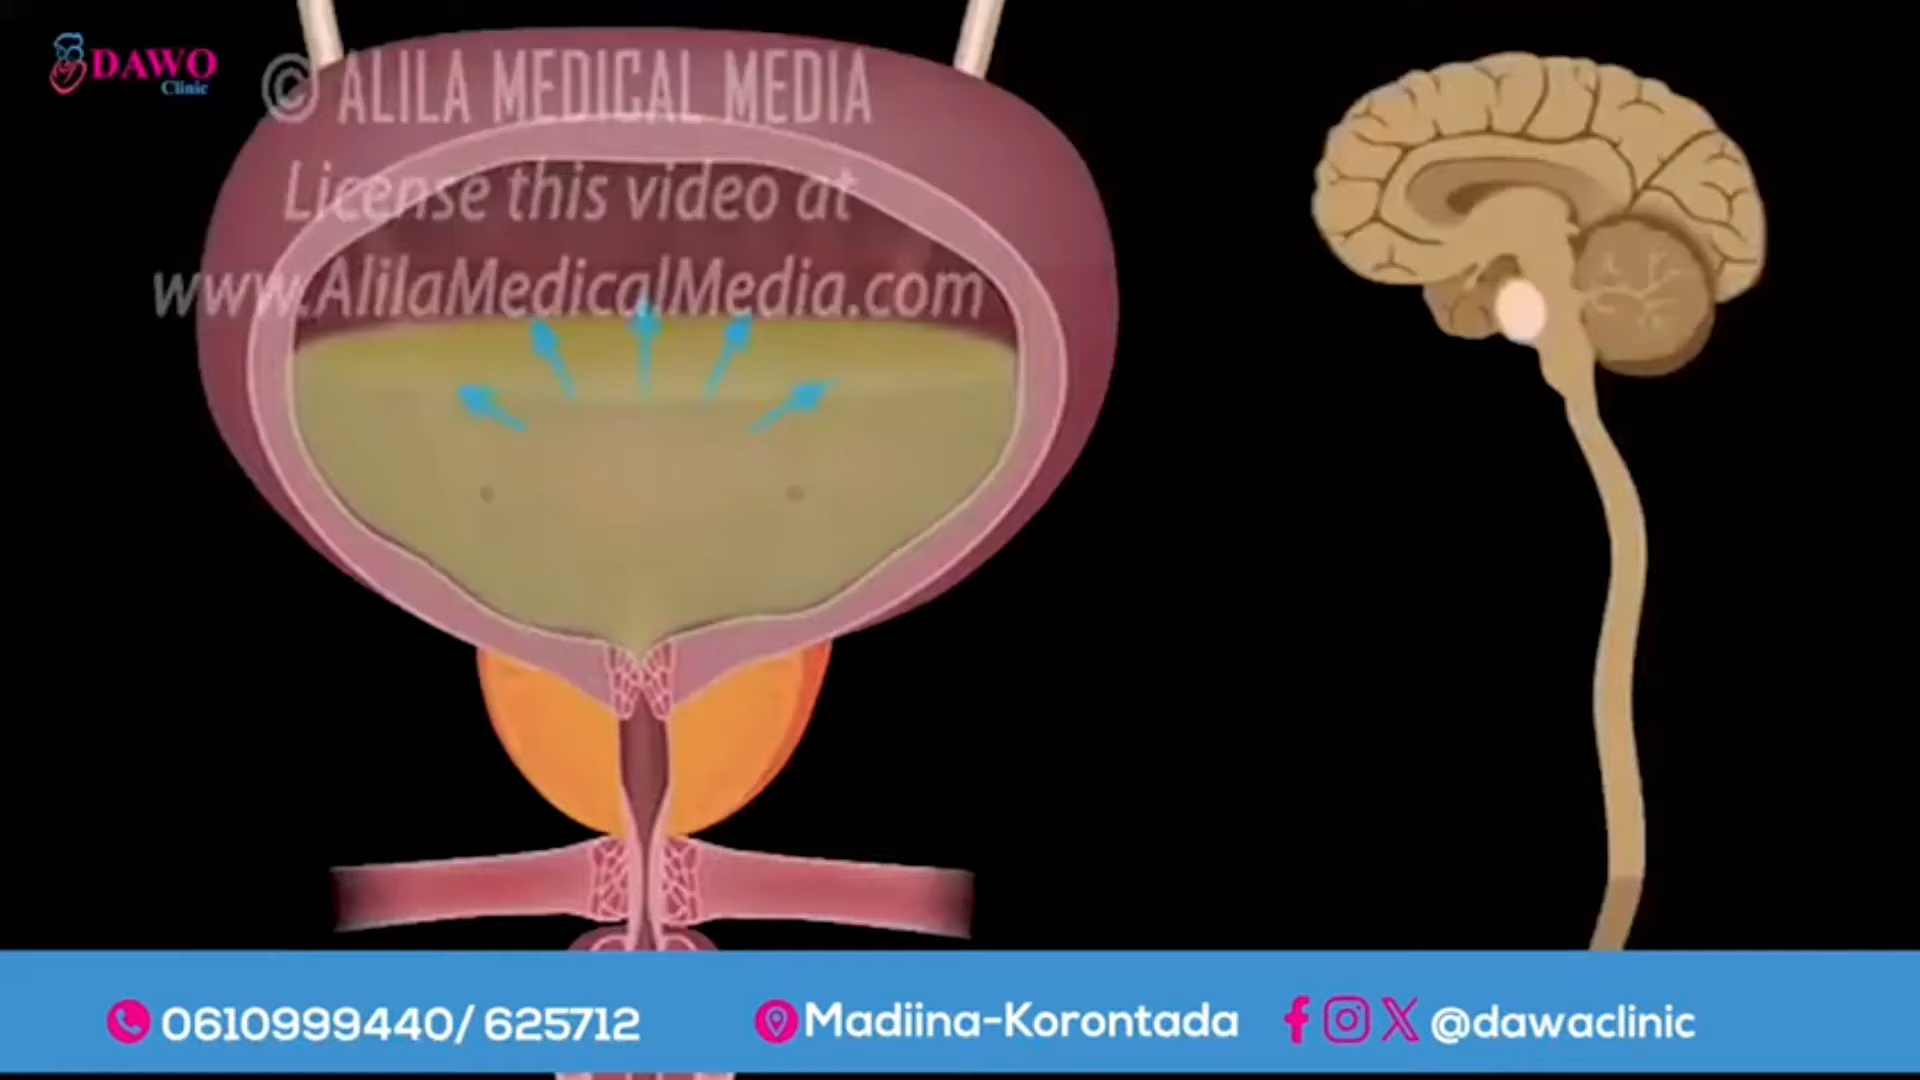 DAWO
Clinic
© ALILA MEDICAL MEDIA
License this video at
www.AlilaMedicalMedia.com
0610999440/ 625712
Madiina-Korontada
@dawaclinic